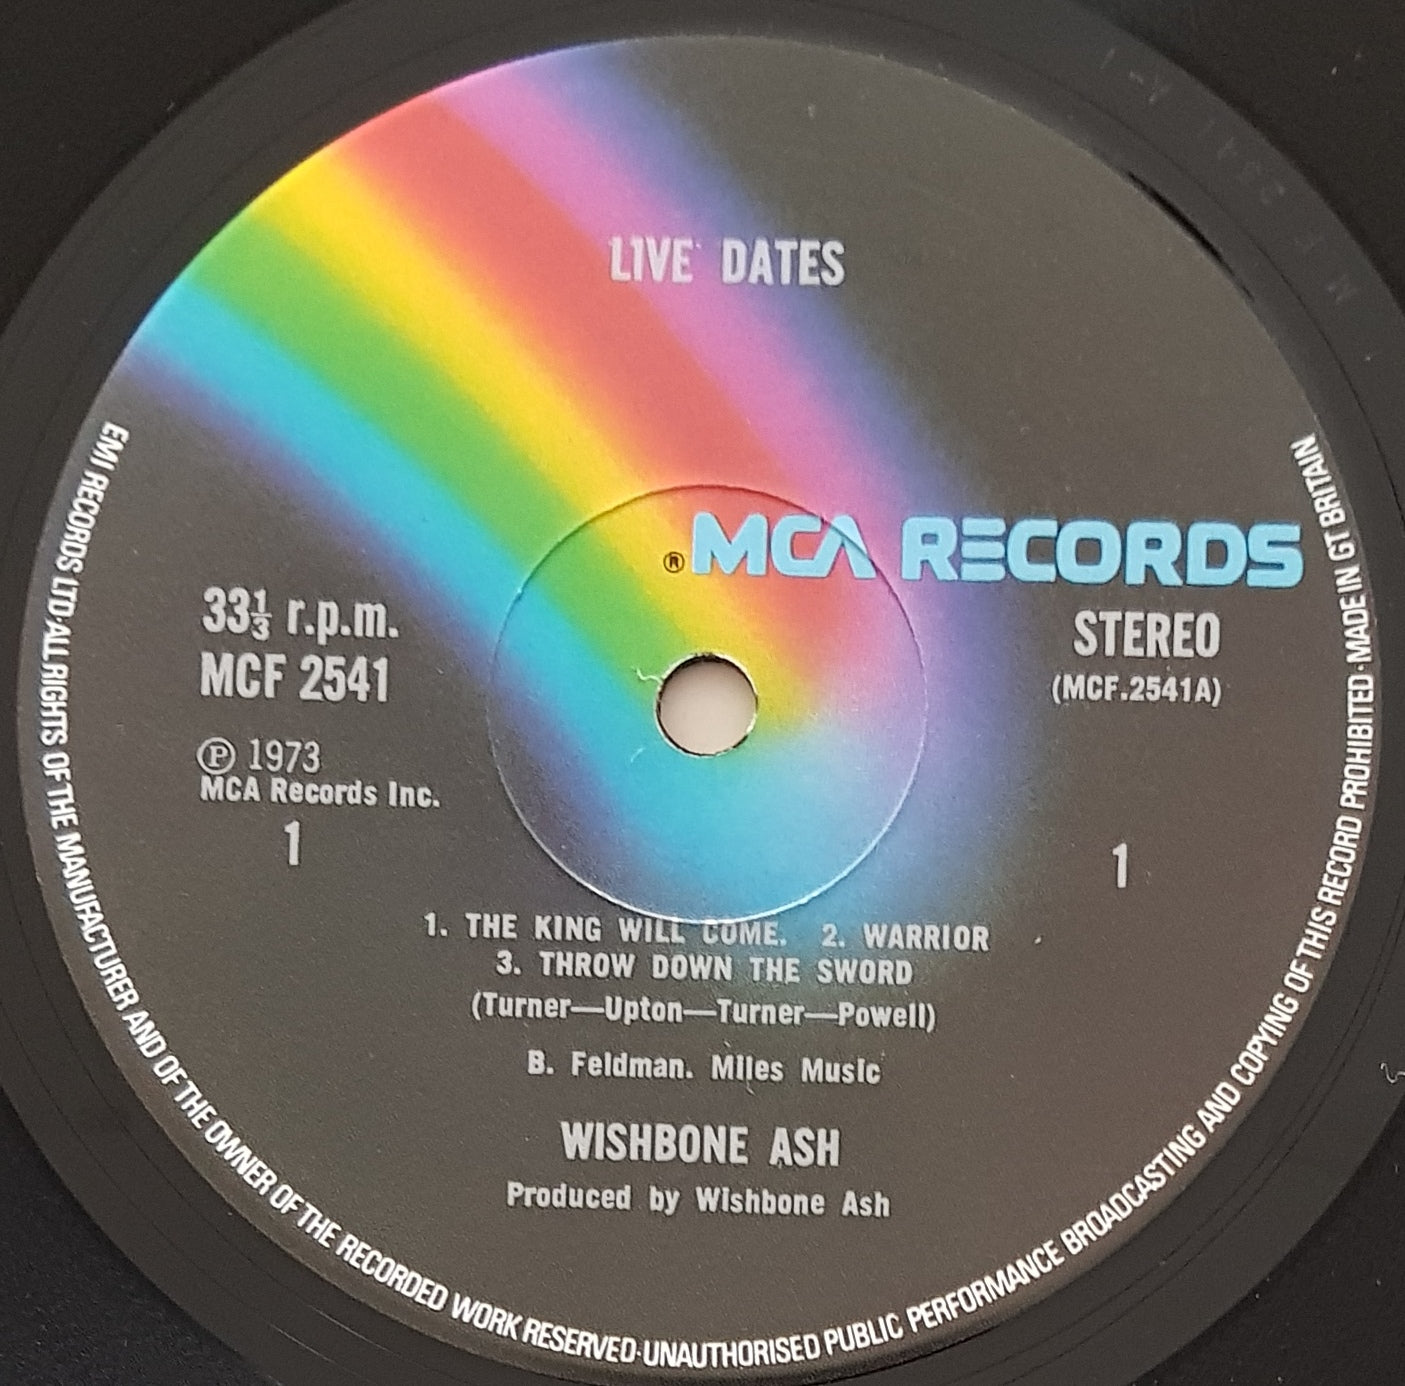 LIVE DATES
® MCA RECORDS
33⅓ r.p.m.
MCF 2541
STEREO
(MCF.2541A)
℗ 1973
MCA Records Inc.
1
1
1. THE KING WILL COME. 2. WARRIOR
3. THROW DOWN THE SWORD
(Turner—Upton—Turner—Powell)
B. Feldman. Miles Music
WISHBONE ASH
Produced by Wishbone Ash
EMI RECORDS LTD·ALL RIGHTS OF THE MANUFACTURER AND OF THE OWNER OF THE RECORDED WORK RESERVED·UNAUTHORISED PUBLIC PERFORMANCE BROADCASTING AND COPYING OF THIS RECORD PROHIBITED·MADE IN GT BRITAIN